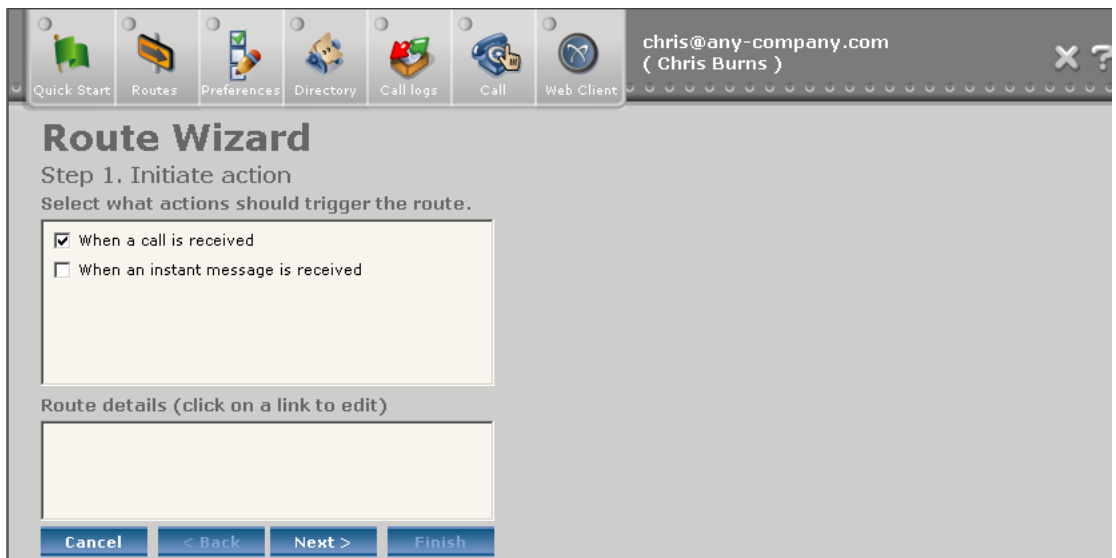 Quick Start Routes Preferences Directory Call logs Call Web Client
chris@any-company.com
( Chris Burns )
Route Wizard
Step 1. Initiate action
Select what actions should trigger the route.
When a call is received
When an instant message is received
Route details (click on a link to edit)
Cancel < Back Next > Finish